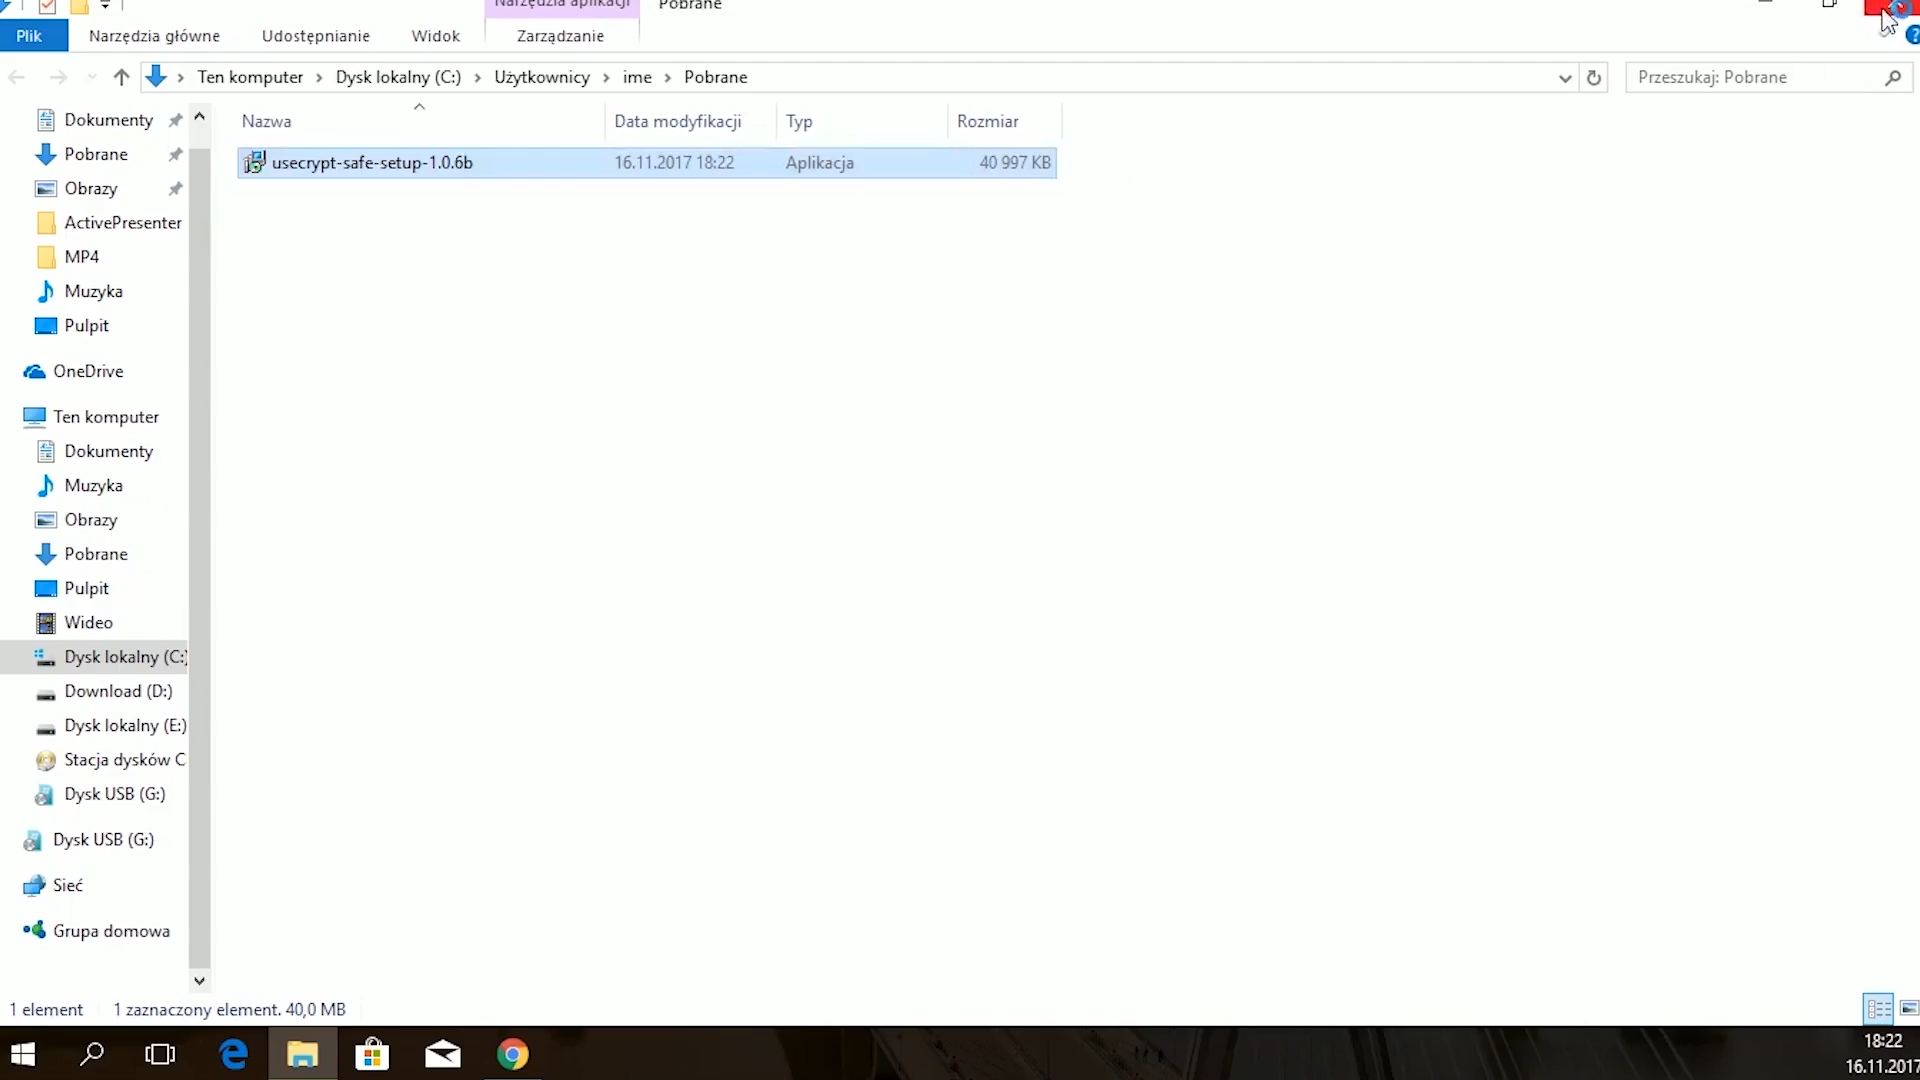 Narzędzia aplikacji
Pobrane
Plik
Narzędzia główne
Udostępnianie
Widok
Zarządzanie
Ten komputer
Dysk lokalny (C:)
Użytkownicy
ime
Pobrane
Przeszukaj: Pobrane
Dokumenty
Pobrane
Obrazy
ActivePresenter
MP4
Muzyka
Pulpit
OneDrive
Ten komputer
Dokumenty
Muzyka
Obrazy
Pobrane
Pulpit
Wideo
Dysk lokalny (C:)
Download (D:)
Dysk lokalny (E:)
Stacja dysków C
Dysk USB (G:)
Dysk USB (G:)
Sieć
Grupa domowa
Nazwa
Data modyfikacji
Typ
Rozmiar
usecrypt-safe-setup-1.0.6b
16.11.2017 18:22
Aplikacja
40 997 KB
1 element
1 zaznaczony element. 40,0 MB
18:22
16.11.2017